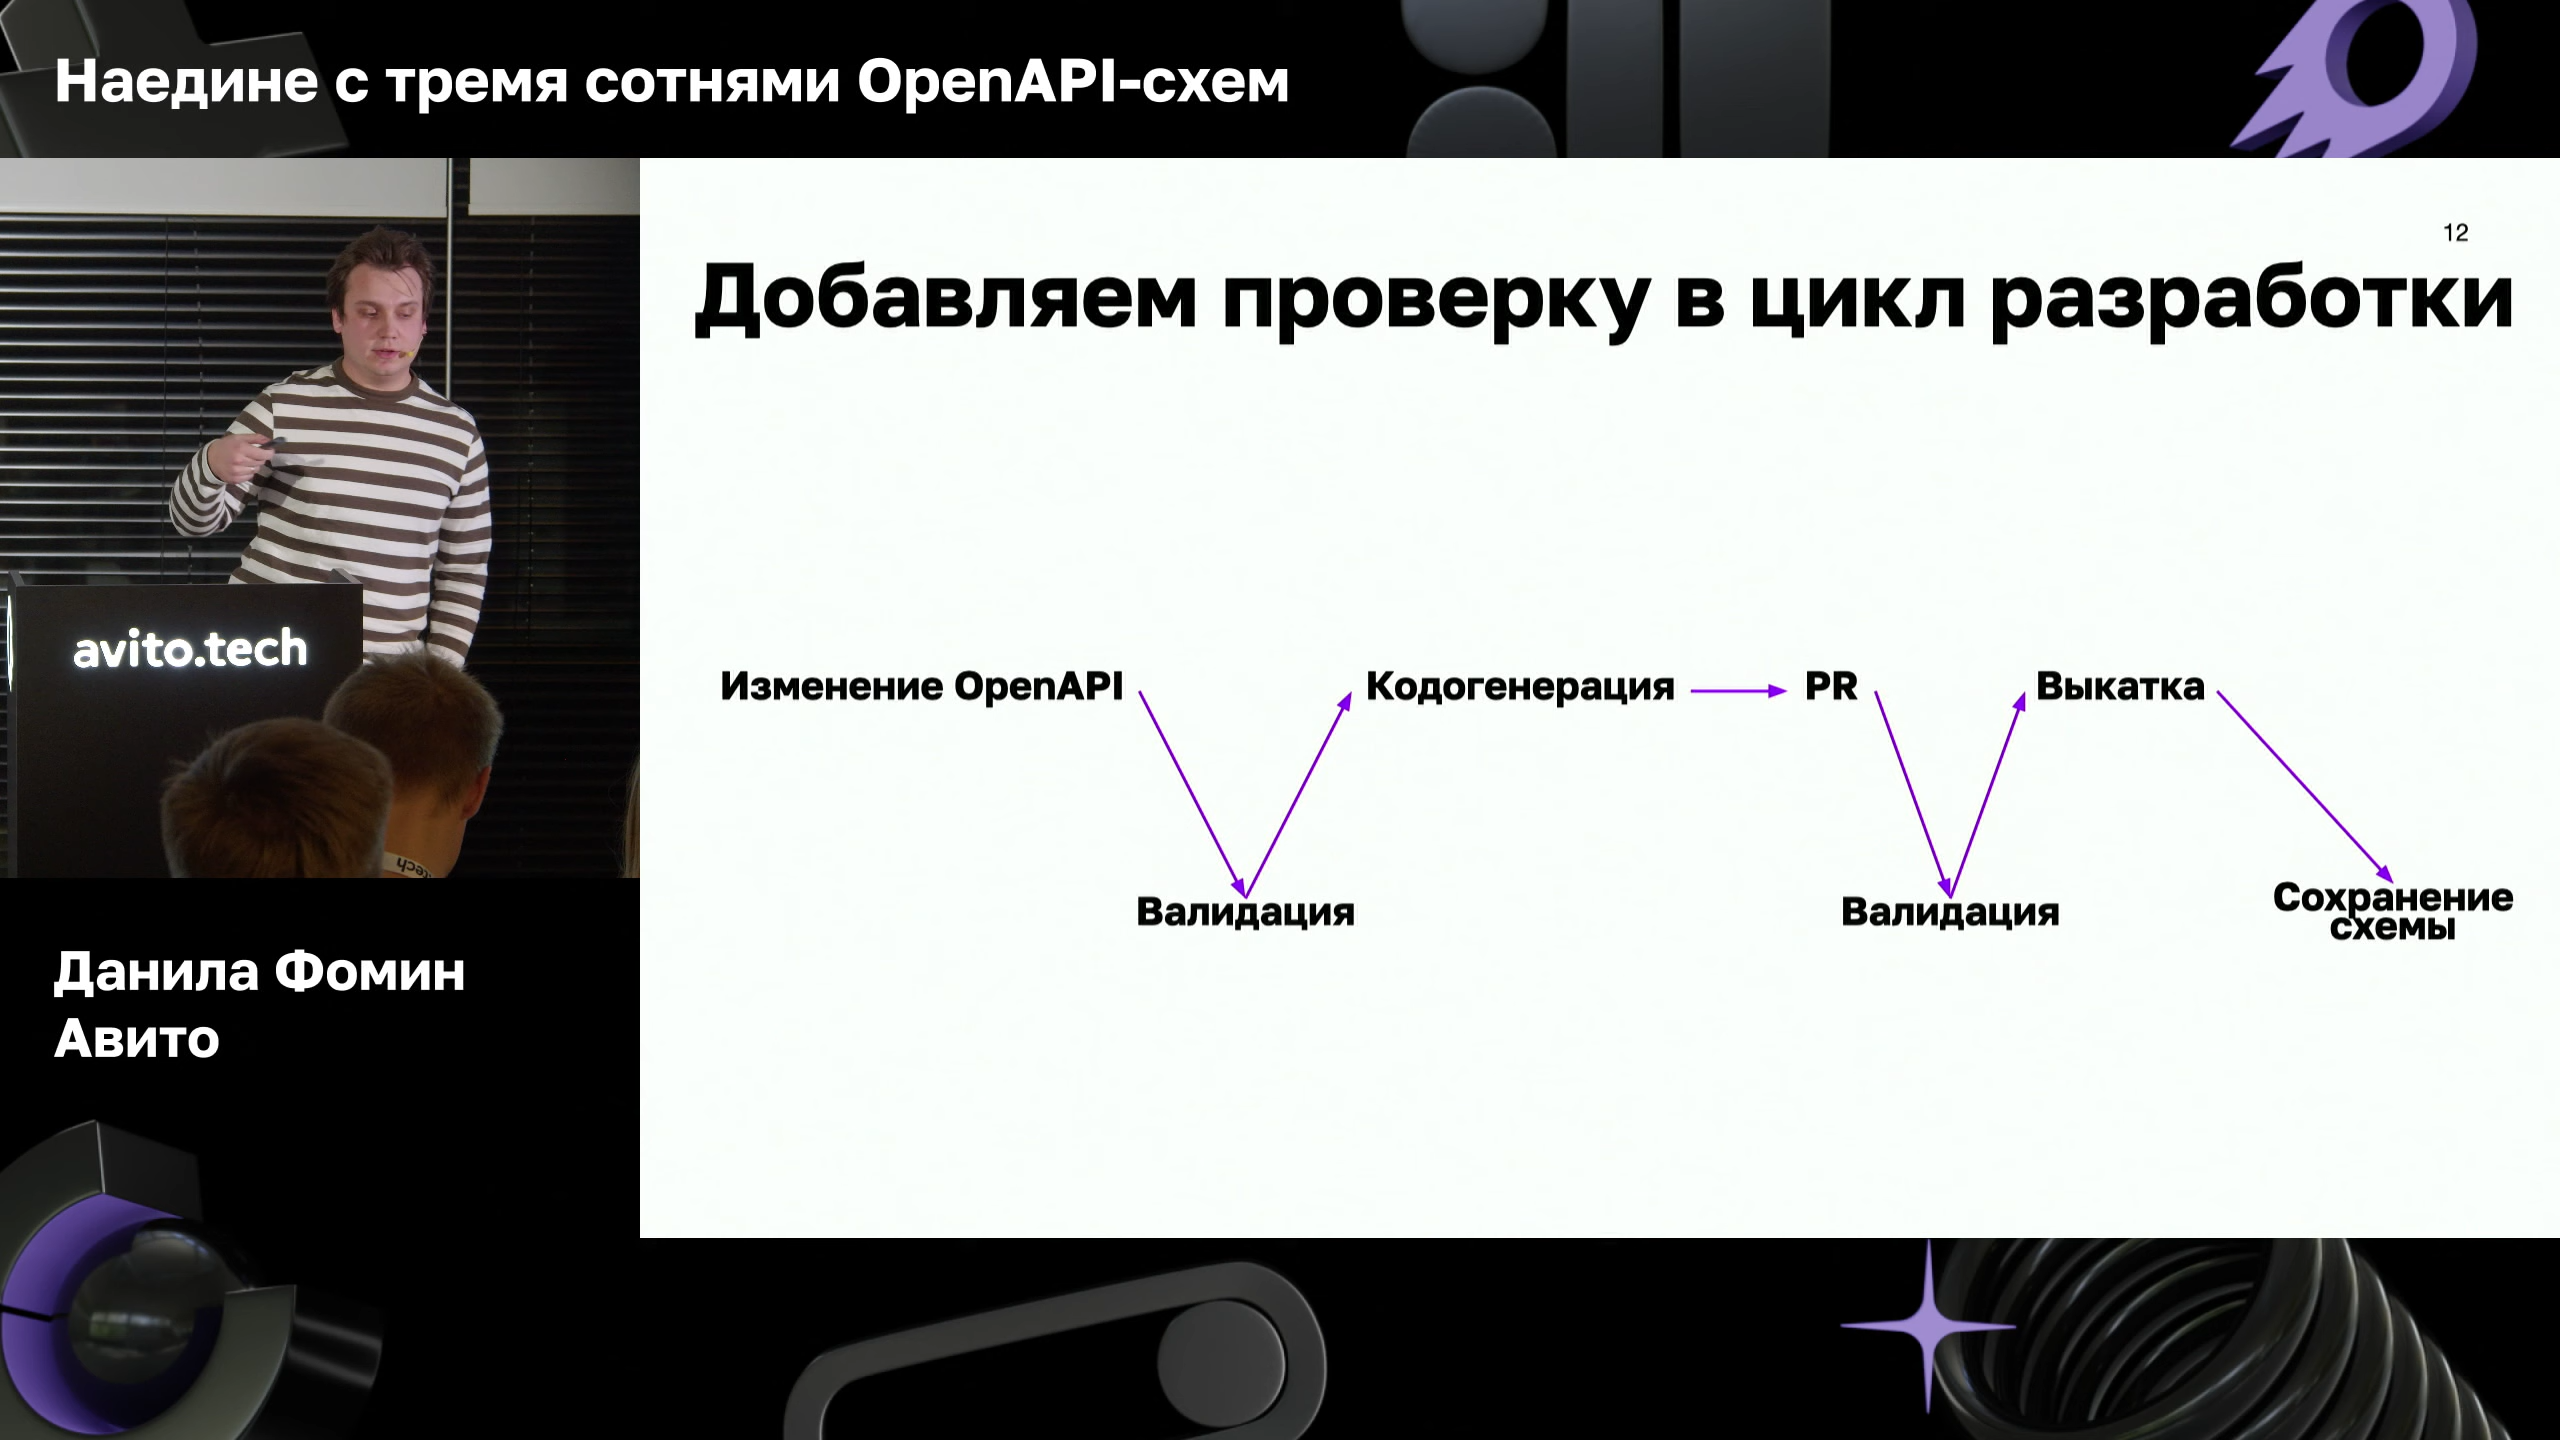 Наедине с тремя сотнями OpenAPI-схем
12
Добавляем проверку в цикл разработки
Изменение OpenAPI
Кодогенерация
PR
Выкатка
Валидация
Валидация
Сохранение
схемы
avito.tech
Данила Фомин
Авито